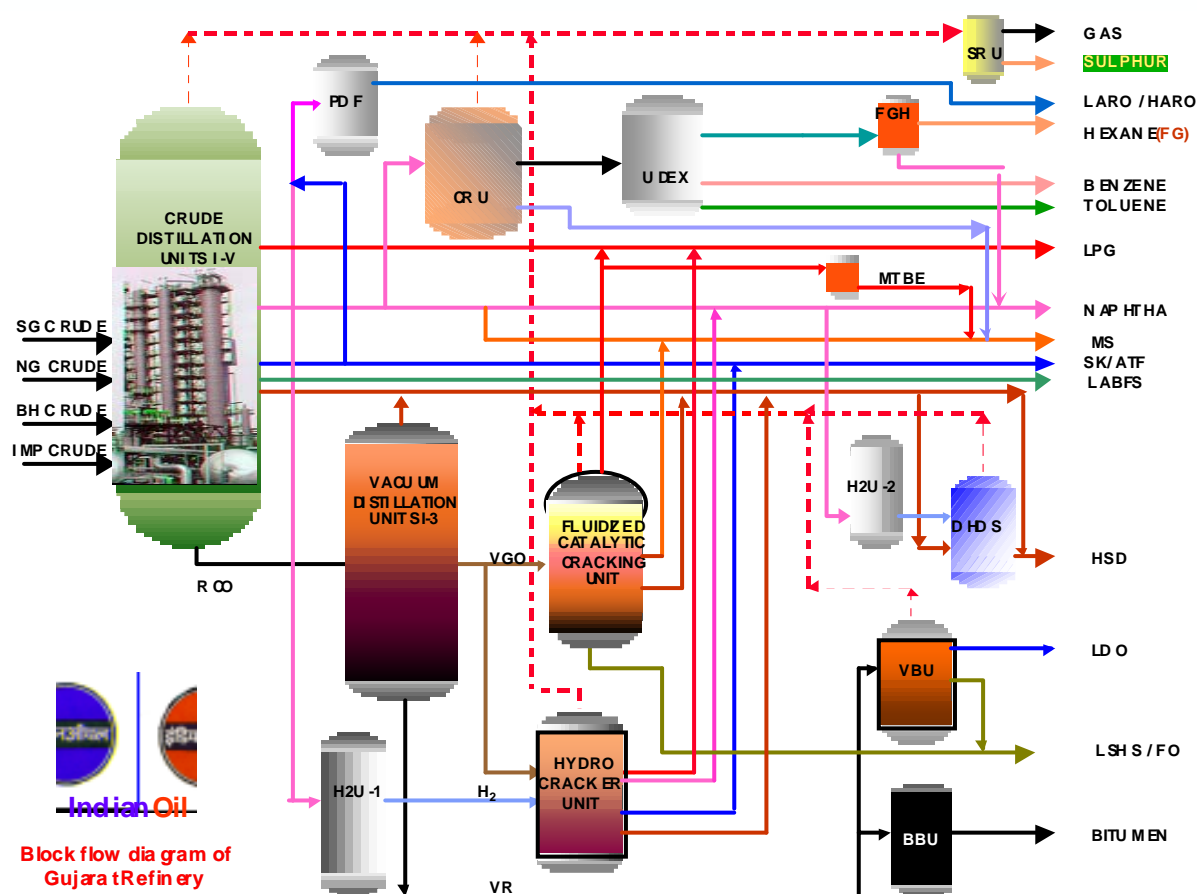 GAS
SRU
SULPHUR
PDF
LARO / HARO
FGH
HEXANE(FG)
UDEX
CRU
BENZENE
TOLUENE
CRUDE
DISTILLATION
UNITS I-V
LPG
MTBE
NAPHTHA
SG CRUDE
MS
NG CRUDE
SK/ATF
LABFS
BH CRUDE
IMP CRUDE
VACUUM
DISTILLATION
UNITSI-3
H2U-2
FLUIDIZED
CATALYTIC
CRACKING
UNIT
DHDS
VGO
HSD
RCO
VBU
LDO
LSHS / FO
HYDRO
CRACKER
UNIT
H2U-1
H₂
IndianOil
BBU
BITUMEN
Block flow diagram of
Gujarat Refinery
VR